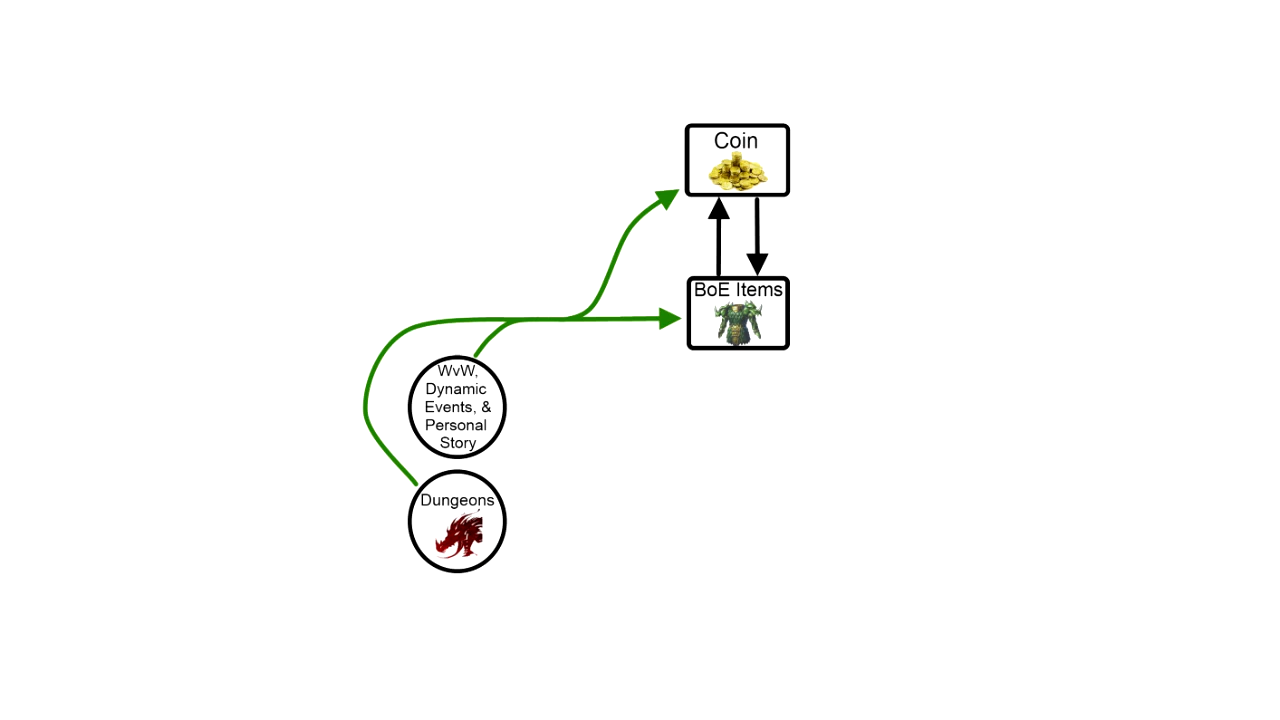 Coin
BoE Items
WvW,
Dynamic
Events, &
Personal
Story
Dungeons